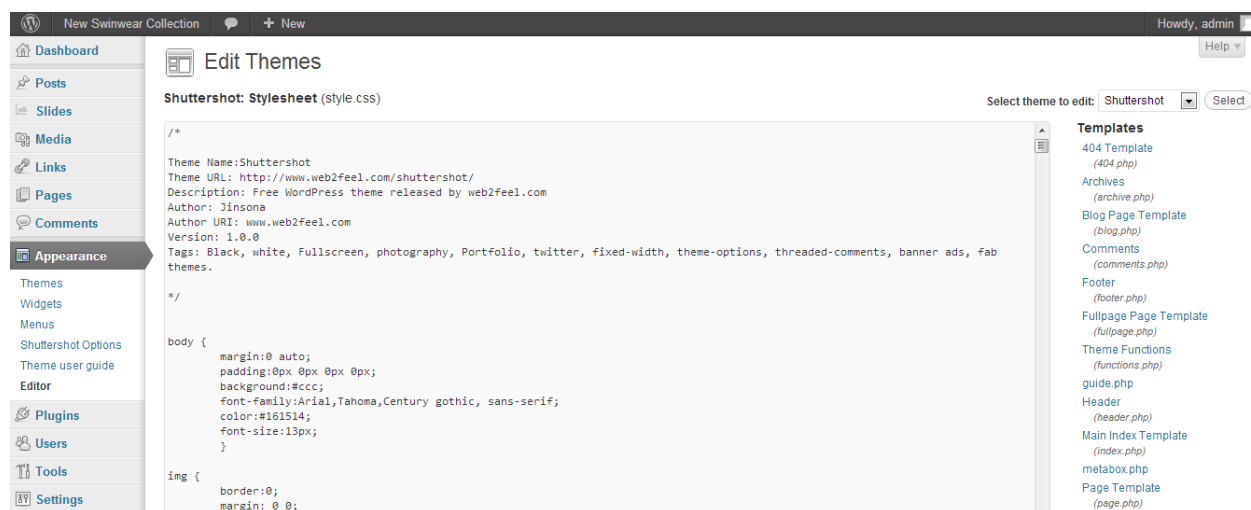 New Swinwear Collection + New Howdy, admin
Help
Dashboard
Posts
Slides
Media
Links
Pages
Comments
Appearance
Themes
Widgets
Menus
Shuttershot Options
Theme user guide
Editor
Plugins
Users
Tools
Settings
Edit Themes
Shuttershot: Stylesheet (style.css)
Select theme to edit: Shuttershot Select
/*
Theme Name:Shuttershot
Theme URL: http://www.web2feel.com/shuttershot/
Description: Free WordPress theme released by web2feel.com
Author: Jinsona
Author URI: www.web2feel.com
Version: 1.0.0
Tags: Black, white, Fullscreen, photography, Portfolio, twitter, fixed-width, theme-options, threaded-comments, banner ads, fab
themes.
*/
body {
margin:0 auto;
padding:0px 0px 0px 0px;
background:#ccc;
font-family:Arial,Tahoma,Century gothic, sans-serif;
color:#161514;
font-size:13px;
}
img {
border:0;
margin: 0 0;
Templates
404 Template
(404.php)
Archives
(archive.php)
Blog Page Template
(blog.php)
Comments
(comments.php)
Footer
(footer.php)
Fullpage Page Template
(fullpage.php)
Theme Functions
(functions.php)
guide.php
Header
(header.php)
Main Index Template
(index.php)
metabox.php
Page Template
(page.php)